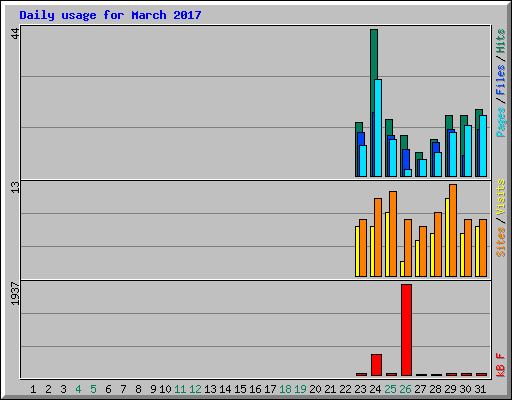 Daily usage for March 2017
44
Pages / Files / Hits
13
Sites / Visits
1937
kB F
1 2 3 4 5 6 7 8 9 10 11 12 13 14 15 16 17 18 19 20 21 22 23 24 25 26 27 28 29 30 31